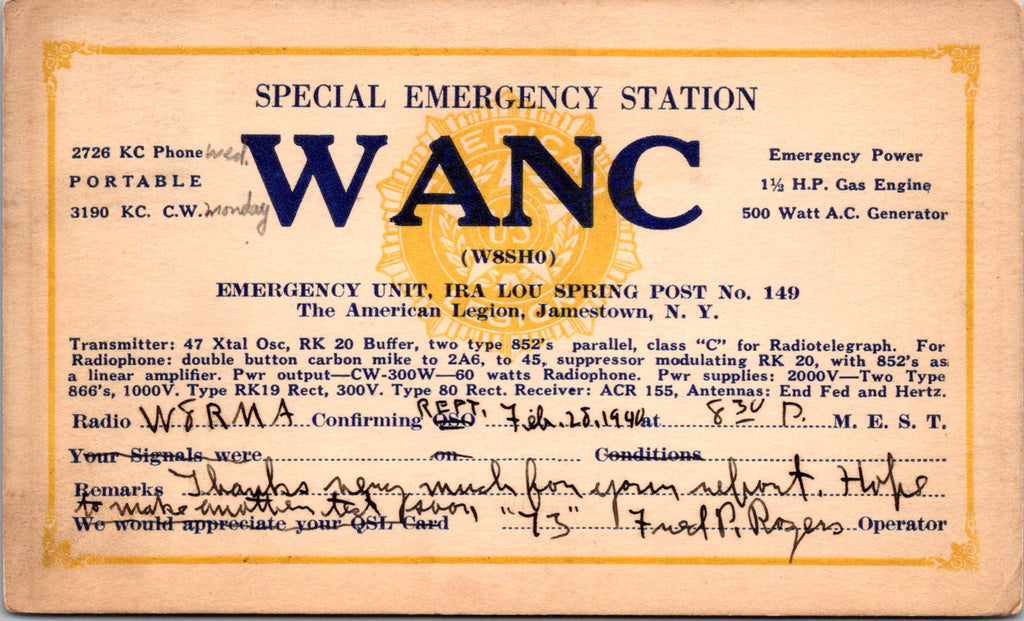 SPECIAL EMERGENCY STATION
2726 KC Phone Wed.
PORTABLE
3190 KC. C.W. Monday
WANC
Emergency Power
1½ H.P. Gas Engine
500 Watt A.C. Generator
AMERICAN
US
LEGION
(W8SHO)
EMERGENCY UNIT, IRA LOU SPRING POST No. 149
The American Legion, Jamestown, N. Y.
Transmitter: 47 Xtal Osc, RK 20 Buffer, two type 852's parallel, class "C" for Radiotelegraph. For
Radiophone: double button carbon mike to 2A6, to 45, suppressor modulating RK 20, with 852's as
a linear amplifier. Pwr output—CW-300W—60 watts Radiophone. Pwr supplies: 2000V—Two Type
866's, 1000V. Type RK19 Rect, 300V. Type 80 Rect. Receiver: ACR 155, Antennas: End Fed and Hertz.
Radio W8RMA Confirming QSO REPT. Feb. 28, 1940 at 8 30 P. M. E. S. T.
Your Signals were on Conditions
Remarks Thanks very much for your report. Hope
to make another test soon "73" Fred P. Rogers Operator
We would appreciate your QSL Card